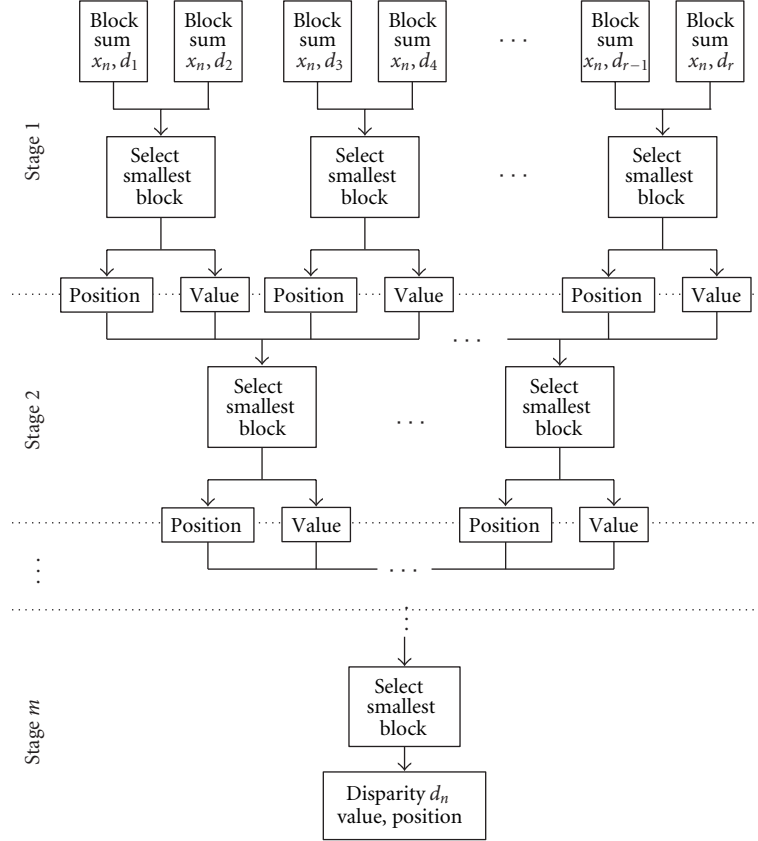 Block sum x_n, d_1
Block sum x_n, d_2
Block sum x_n, d_3
Block sum x_n, d_4
· · ·
Block sum x_n, d_{r−1}
Block sum x_n, d_r
Stage 1
Select smallest block
Select smallest block
· · ·
Select smallest block
Position
Value
Position
Value
Position
Value
· · ·
Stage 2
Select smallest block
· · ·
Select smallest block
Position
Value
Position
Value
· · ·
· · ·
· · ·
Stage m
Select smallest block
Disparity d_n value, position